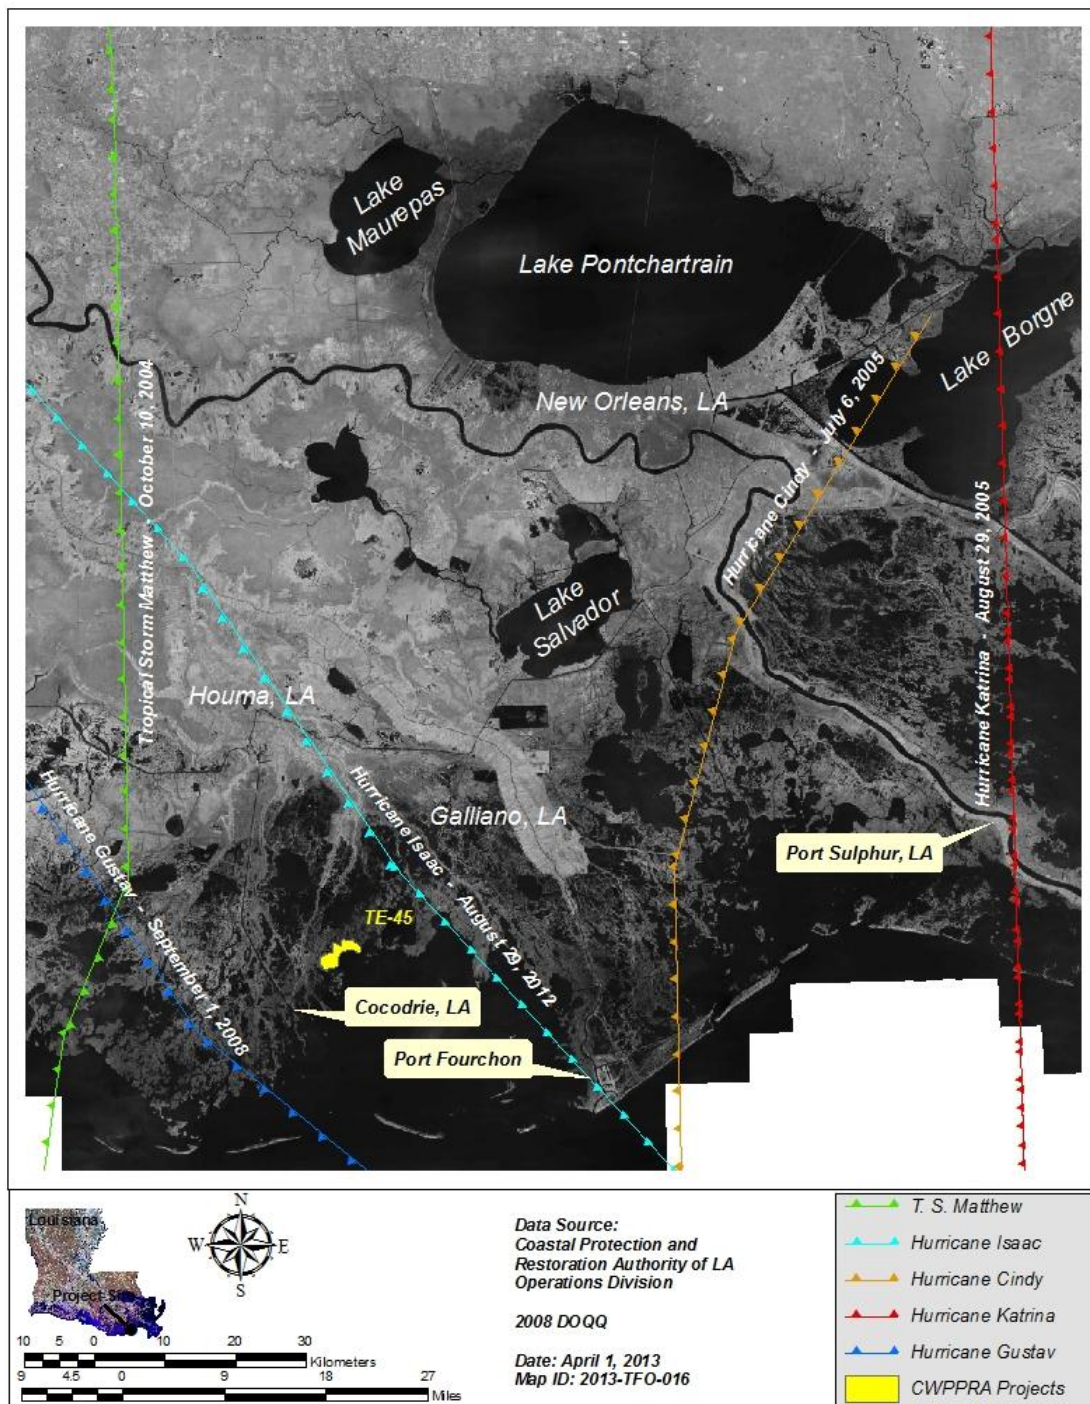 Lake
Maurepas
Lake Pontchartrain
Lake Borgne
New Orleans, LA
Tropical Storm Matthew - October 10, 2004
Hurricane Cindy - July 6, 2005
Hurricane Katrina - August 29, 2005
Lake
Salvador
Houma, LA
Hurricane Gustav - September 1, 2008
Hurricane Isaac - August 29, 2012
Galliano, LA
Port Sulphur, LA
TE-45
Cocodrie, LA
Port Fourchon
Louisiana
Project Site
N
W E
S
10 5 0 10 20 30
Kilometers
9 4.5 0 9 18 27
Miles
Data Source:
Coastal Protection and
Restoration Authority of LA
Operations Division
2008 DOQQ
Date: April 1, 2013
Map ID: 2013-TFO-016
T. S. Matthew
Hurricane Isaac
Hurricane Cindy
Hurricane Katrina
Hurricane Gustav
CWPPRA Projects